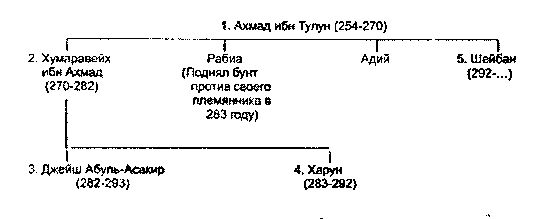 1. Ахмад ибн Тулун (254-270)
2. Хумаравейх
ибн Ахмад
(270-282)
Рабиа
(Поднял бунт
против своего
племянника в
283 году)
Адий
5. Шейбан
(292-...)
3. Джейш Абуль-Асакир
(282-293)
4. Харун
(283-292)